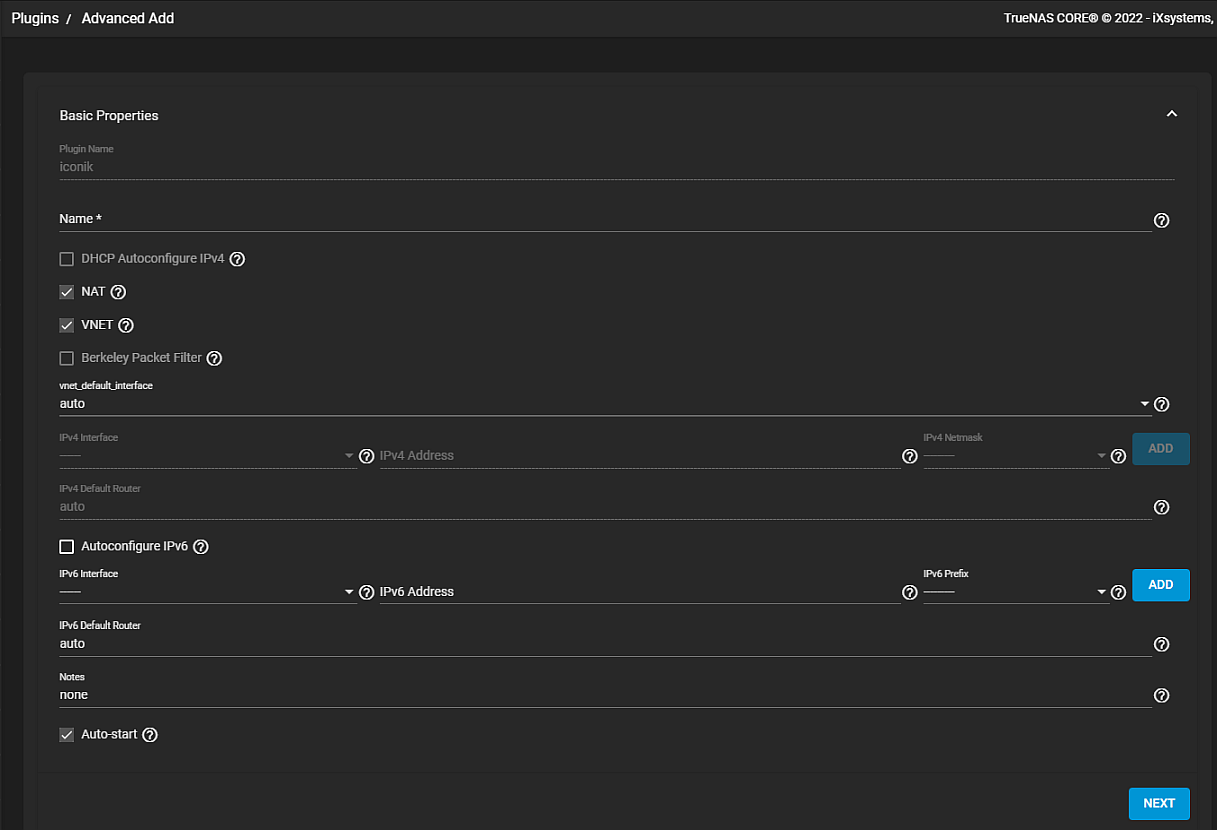 Plugins / Advanced Add
TrueNAS CORE® © 2022 - iXsystems,
Basic Properties
Plugin Name
iconik
Name *
DHCP Autoconfigure IPv4
NAT
VNET
Berkeley Packet Filter
vnet_default_interface
auto
IPv4 Interface
IPv4 Address
IPv4 Netmask
ADD
IPv4 Default Router
auto
Autoconfigure IPv6
IPv6 Interface
IPv6 Address
IPv6 Prefix
ADD
IPv6 Default Router
auto
Notes
none
Auto-start
NEXT